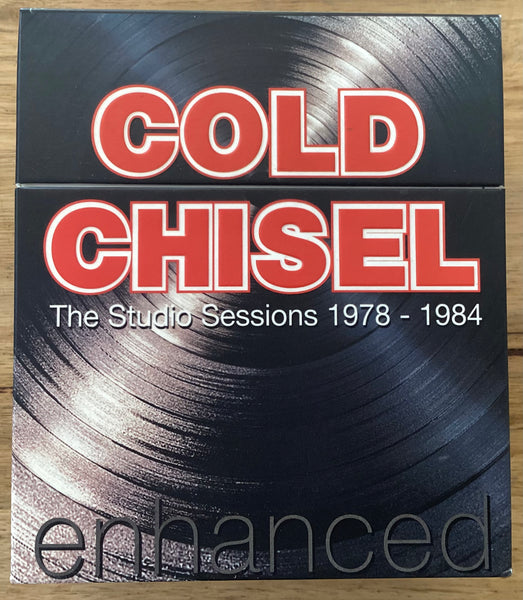 COLD
CHISEL
The Studio Sessions 1978 - 1984
enhanced